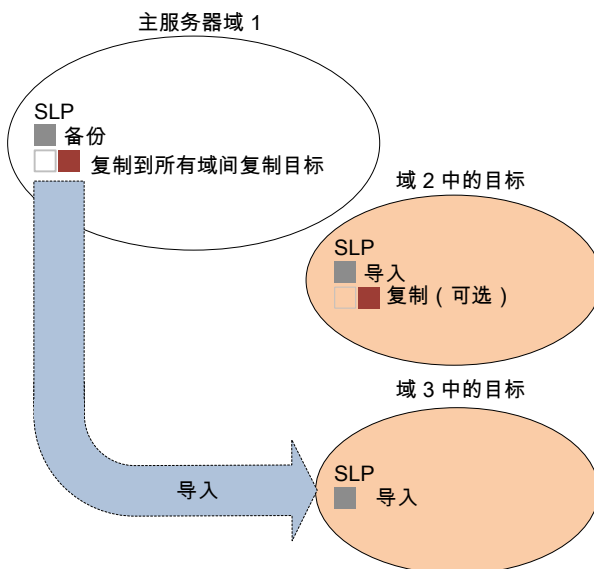 主服务器域 1
SLP
备份
复制到所有域间复制目标
域 2 中的目标
SLP
导入
复制（可选）
域 3 中的目标
SLP
导入
导入